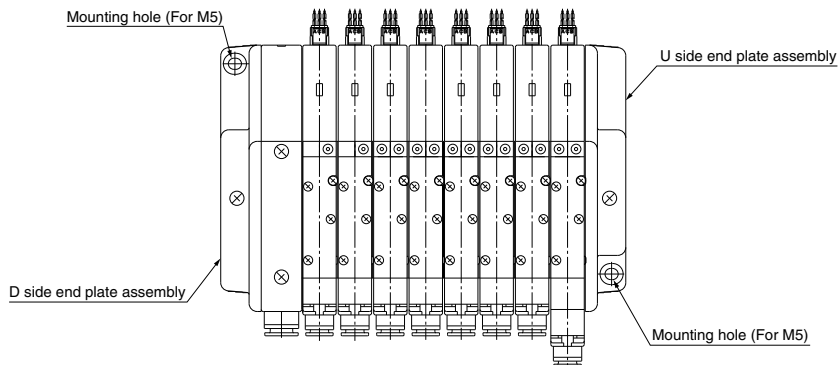 Mounting hole (For M5)
U side end plate assembly
D side end plate assembly
Mounting hole (For M5)